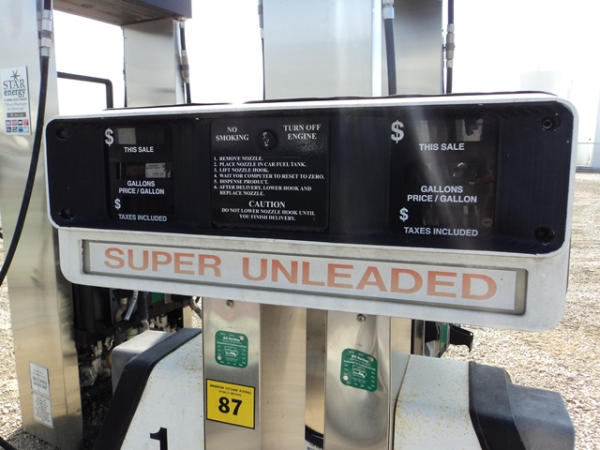 STAR
energy
NO
SMOKING
TURN OFF
ENGINE
$
THIS SALE
GALLONS
PRICE / GALLON
$
TAXES INCLUDED
1. REMOVE NOZZLE.
2. PLACE NOZZLE IN CAR FUEL TANK.
3. LIFT NOZZLE HOOK.
4. WAIT FOR COMPUTER TO RESET TO ZERO.
5. DISPENSE PRODUCT.
6. AFTER DELIVERY, LOWER HOOK AND
REPLACE NOZZLE.
CAUTION
DO NOT LOWER NOZZLE HOOK UNTIL
YOU FINISH DELIVERY.
$
THIS SALE
GALLONS
PRICE / GALLON
$
TAXES INCLUDED
SUPER UNLEADED
87
1